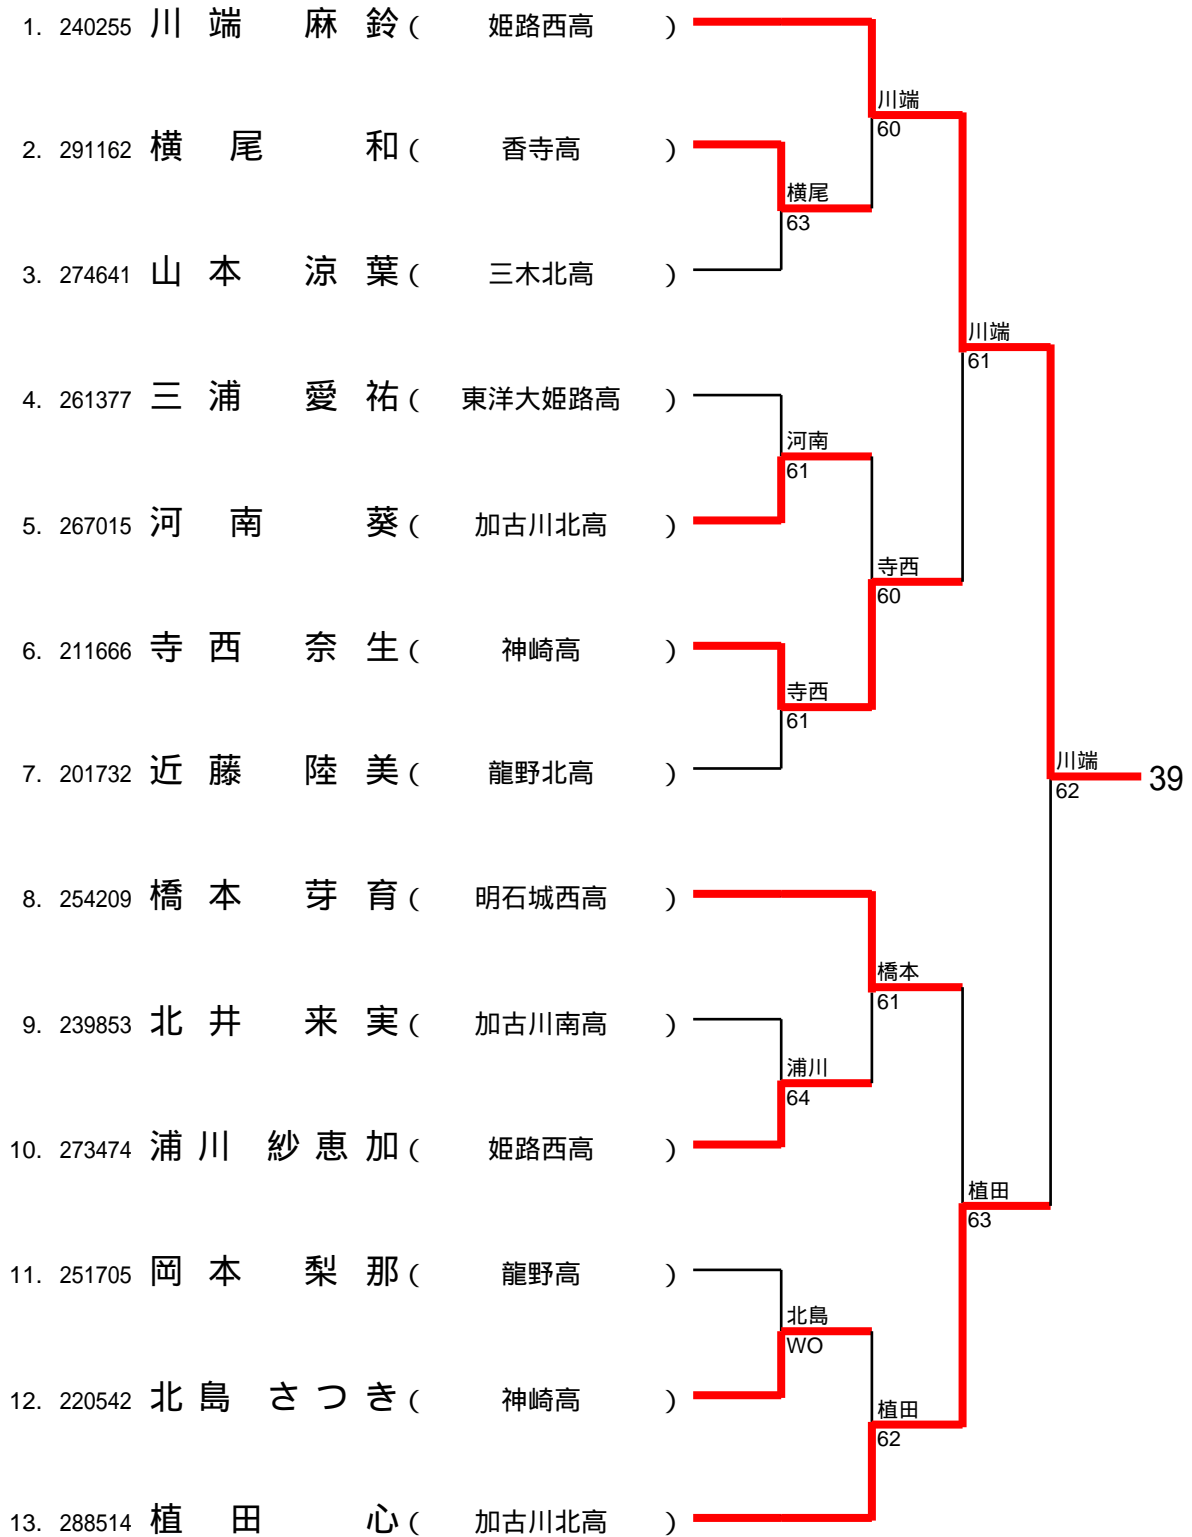 1. 240255 川端 麻鈴 ( 姫路西高 )
川端
60
2. 291162 横尾 和 ( 香寺高 )
横尾
63
3. 274641 山本 涼葉 ( 三木北高 )
川端
61
4. 261377 三浦 愛祐 ( 東洋大姫路高 )
河南
61
5. 267015 河南 葵 ( 加古川北高 )
寺西
60
6. 211666 寺西 奈生 ( 神崎高 )
寺西
61
7. 201732 近藤 陸美 ( 龍野北高 )
川端
62
39
8. 254209 橋本 芽育 ( 明石城西高 )
橋本
61
9. 239853 北井 来実 ( 加古川南高 )
浦川
64
10. 273474 浦川 紗恵加 ( 姫路西高 )
植田
63
11. 251705 岡本 梨那 ( 龍野高 )
北島
WO
12. 220542 北島 さつき ( 神崎高 )
植田
62
13. 288514 植田 心 ( 加古川北高 )